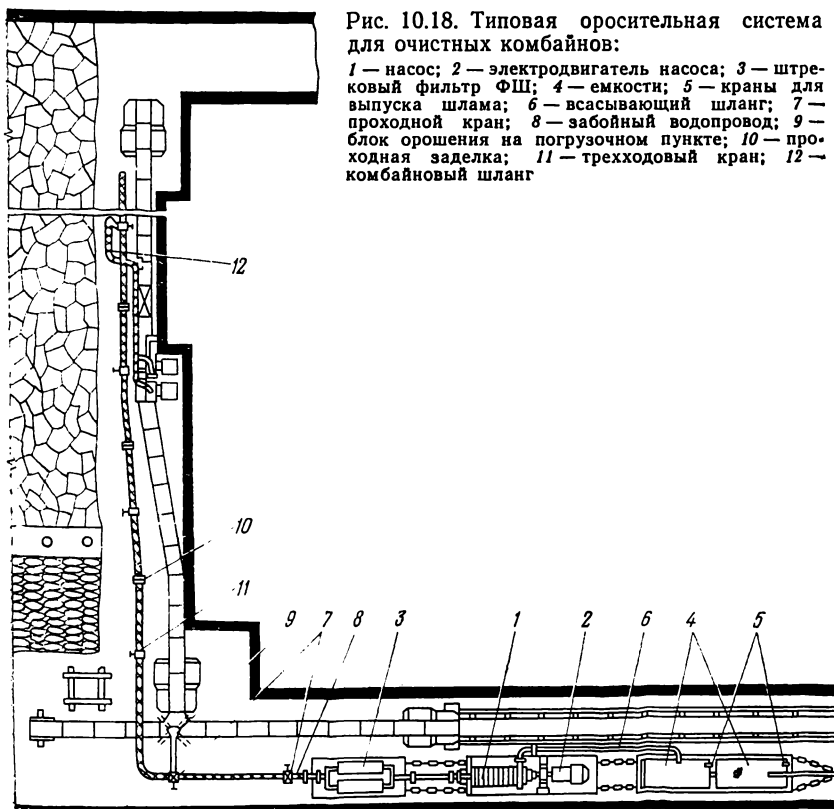 Рис. 10.18. Типовая оросительная система
для очистных комбайнов:
1 — насос; 2 — электродвигатель насоса; 3 — штре-
ковый фильтр ФШ; 4 — емкости; 5 — краны для
выпуска шлама; 6 — всасывающий шланг; 7 —
проходной кран; 8 — забойный водопровод; 9 —
блок орошения на погрузочном пункте; 10 — про-
ходная заделка; 11 — трехходовый кран; 12 —
комбайновый шланг
12
10
11
9 7 8 3 1 2 6 4 5